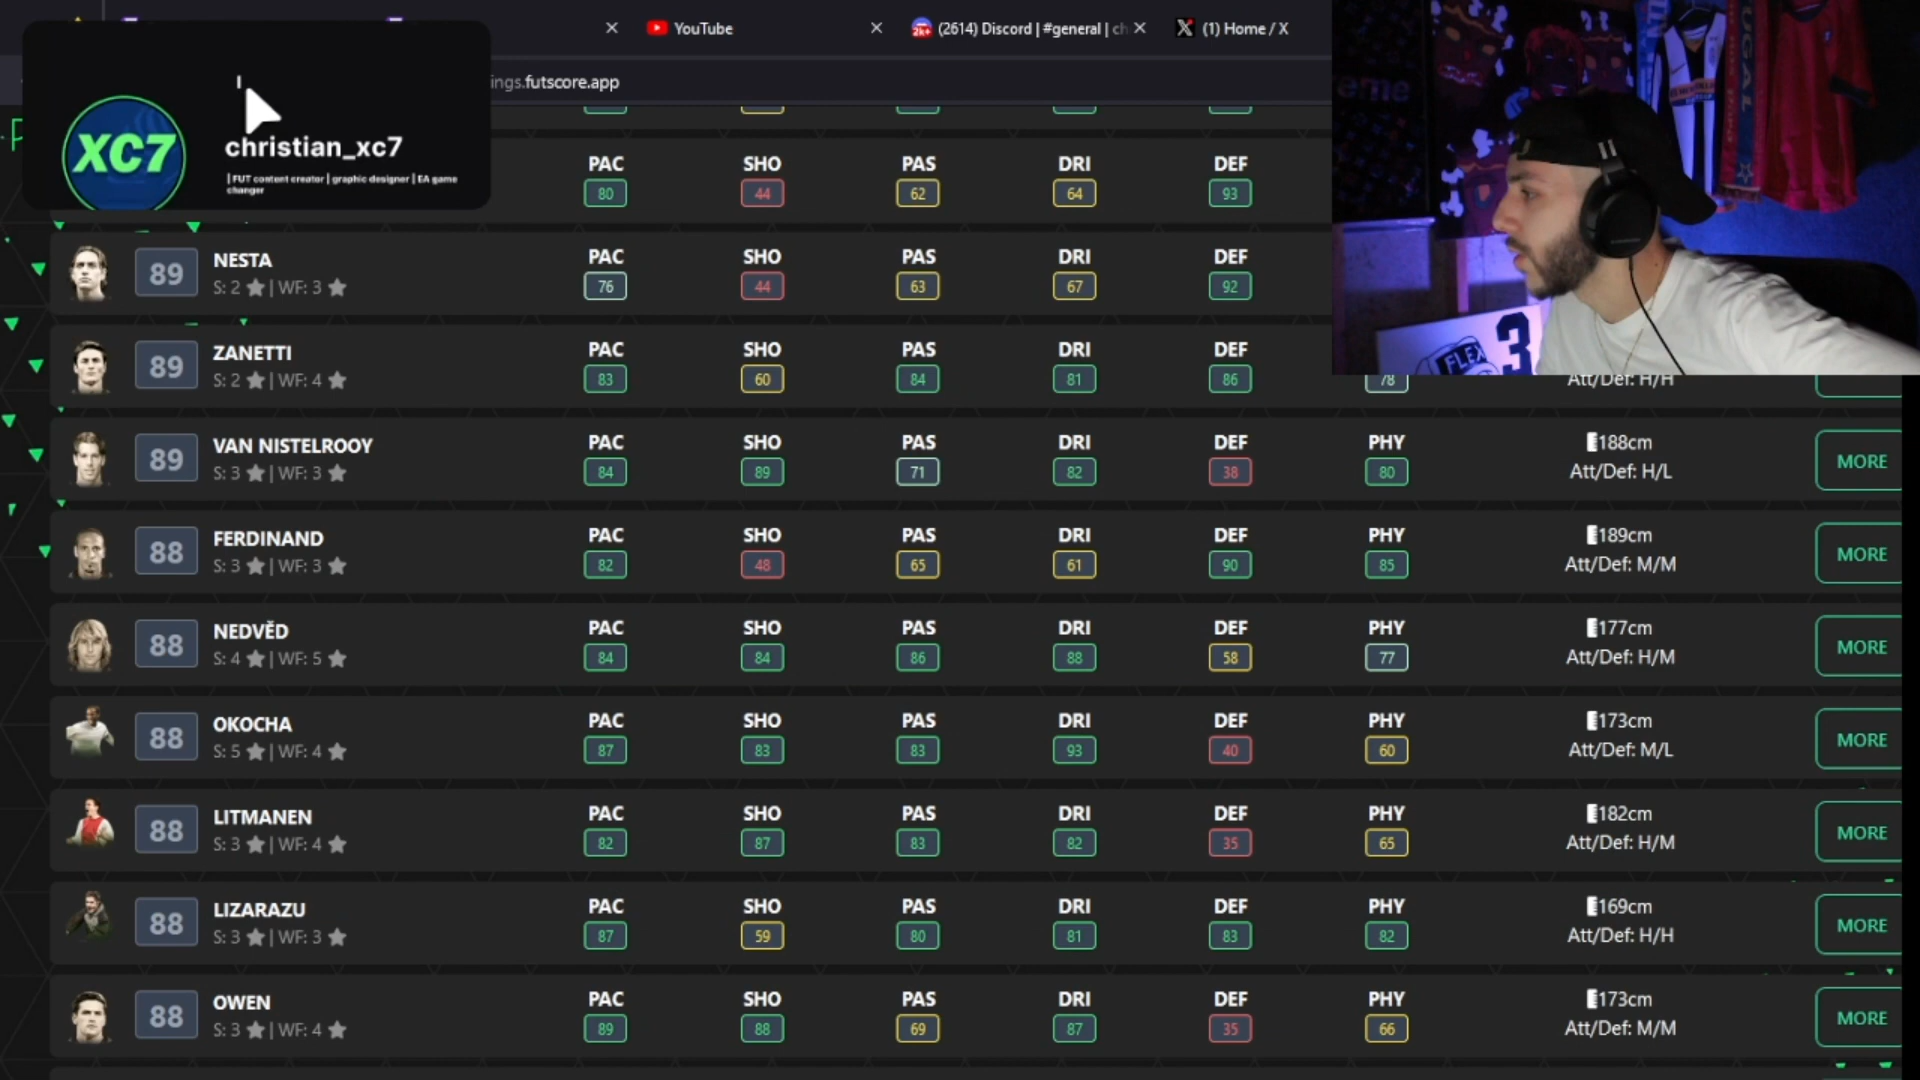 YouTube
(2614) Discord | #general | ch
(1) Home / X
ings.futscore.app
XC7
christian_xc7
| FUT content creator | graphic designer | EA game changer
PAC SHO PAS DRI DEF
80 44 62 64 93
89 NESTA PAC SHO PAS DRI DEF
S: 2 ★ | WF: 3 ★ 76 44 63 67 92
89 ZANETTI PAC SHO PAS DRI DEF
S: 2 ★ | WF: 4 ★ 83 60 84 81 86 78 Att/Def: H/H
89 VAN NISTELROOY PAC SHO PAS DRI DEF PHY 188cm MORE
S: 3 ★ | WF: 3 ★ 84 89 71 82 38 80 Att/Def: H/L
88 FERDINAND PAC SHO PAS DRI DEF PHY 189cm MORE
S: 3 ★ | WF: 3 ★ 82 48 65 61 90 85 Att/Def: M/M
88 NEDVĚD PAC SHO PAS DRI DEF PHY 177cm MORE
S: 4 ★ | WF: 5 ★ 84 84 86 88 58 77 Att/Def: H/M
88 OKOCHA PAC SHO PAS DRI DEF PHY 173cm MORE
S: 5 ★ | WF: 4 ★ 87 83 83 93 40 60 Att/Def: M/L
88 LITMANEN PAC SHO PAS DRI DEF PHY 182cm MORE
S: 3 ★ | WF: 4 ★ 82 87 83 82 35 65 Att/Def: H/M
88 LIZARAZU PAC SHO PAS DRI DEF PHY 169cm MORE
S: 3 ★ | WF: 3 ★ 87 59 80 81 83 82 Att/Def: H/H
88 OWEN PAC SHO PAS DRI DEF PHY 173cm MORE
S: 3 ★ | WF: 4 ★ 89 88 69 87 35 66 Att/Def: M/M
FLEX
3